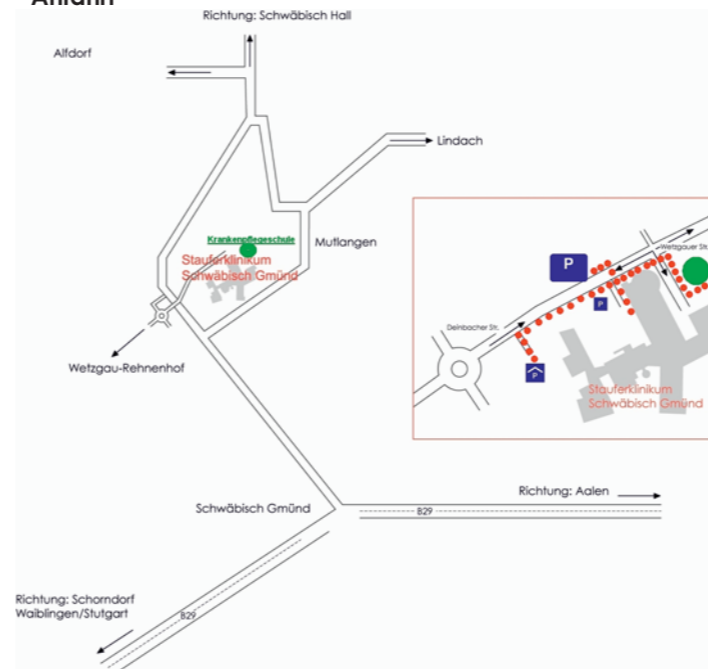 Anfahrt
Richtung: Schwäbisch Hall
Alfdorf
Lindach
Krankenpflegeschule
Mutlangen
Stauferklinikum
Schwäbisch Gmünd
Wetzgau-Rehnenhof
Wetzgauer Str.
P
P
Deinbacher Str.
P
Stauferklinikum
Schwäbisch Gmünd
Richtung: Aalen
Schwäbisch Gmünd
B29
Richtung: Schorndorf
Waiblingen/Stutgart
B29